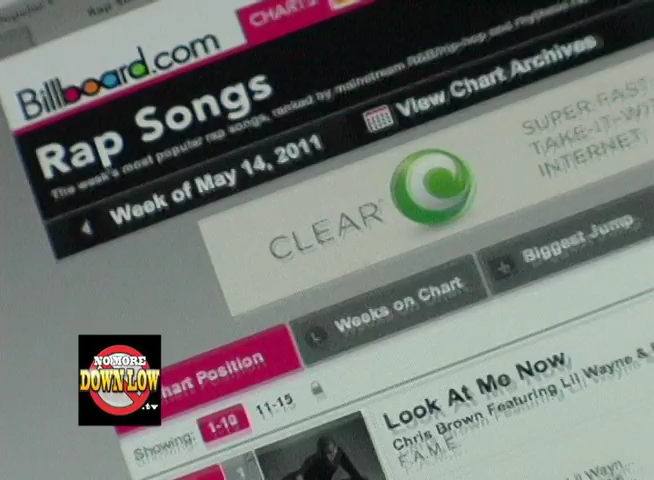 CHARTS
Billboard.com
Rap Songs
The week's most popular rap songs, ranked by mainstream R&B/hip-hop and rhythmic
Week of May 14, 2011
View Chart Archives
CLEAR
SUPER FAST
TAKE-IT-WIT
INTERNET
Chart Position
Weeks on Chart
Biggest Jump
Showing: 1-10 11-15
1
Look At Me Now
Chris Brown Featuring Lil Wayne &
F.A.M.E.
NO MORE
DOWN LOW
.tv